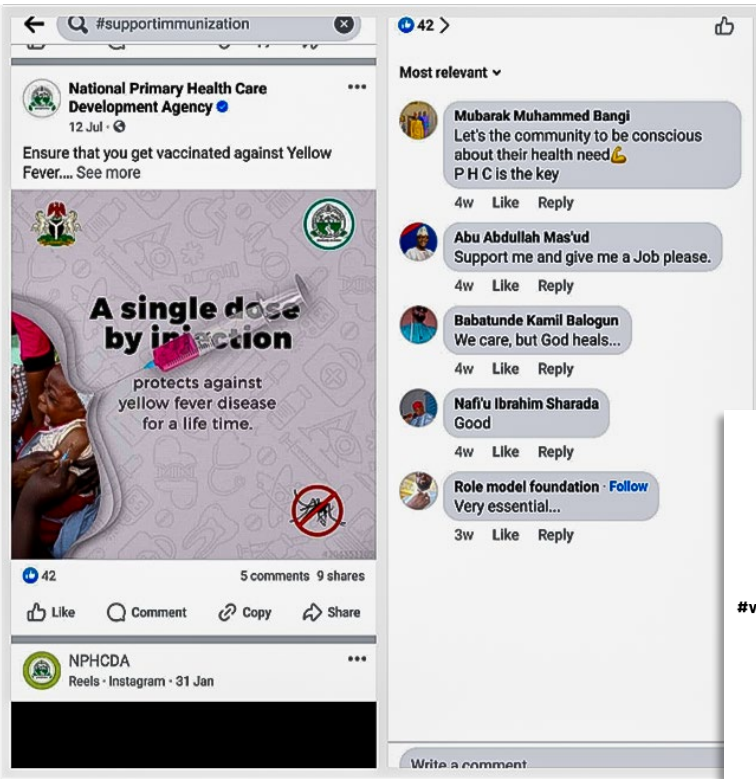 #supportimmunization
National Primary Health Care
Development Agency
12 Jul ·
Ensure that you get vaccinated against Yellow
Fever.... See more
A single dose
by injection
protects against
yellow fever disease
for a life time.
42
5 comments 9 shares
Like
Comment
Copy
Share
NPHCDA
Reels · Instagram · 31 Jan
42
Most relevant
Mubarak Muhammed Bangi
Let's the community to be conscious
about their health need💪
P H C is the key
4w Like Reply
Abu Abdullah Mas'ud
Support me and give me a Job please.
4w Like Reply
Babatunde Kamil Balogun
We care, but God heals...
4w Like Reply
Nafi'u Ibrahim Sharada
Good
4w Like Reply
Role model foundation · Follow
Very essential...
3w Like Reply
Write a comment